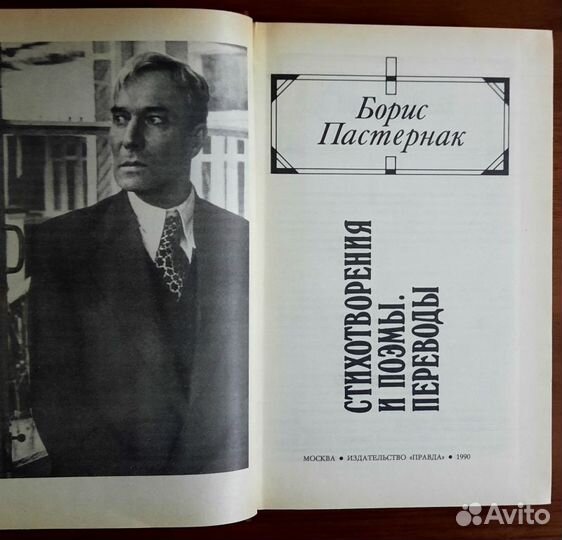 Борис
Пастернак
СТИХОТВОРЕНИЯ
И ПОЭМЫ.
ПЕРЕВОДЫ
МОСКВА • ИЗДАТЕЛЬСТВО «ПРАВДА» • 1990
Avito